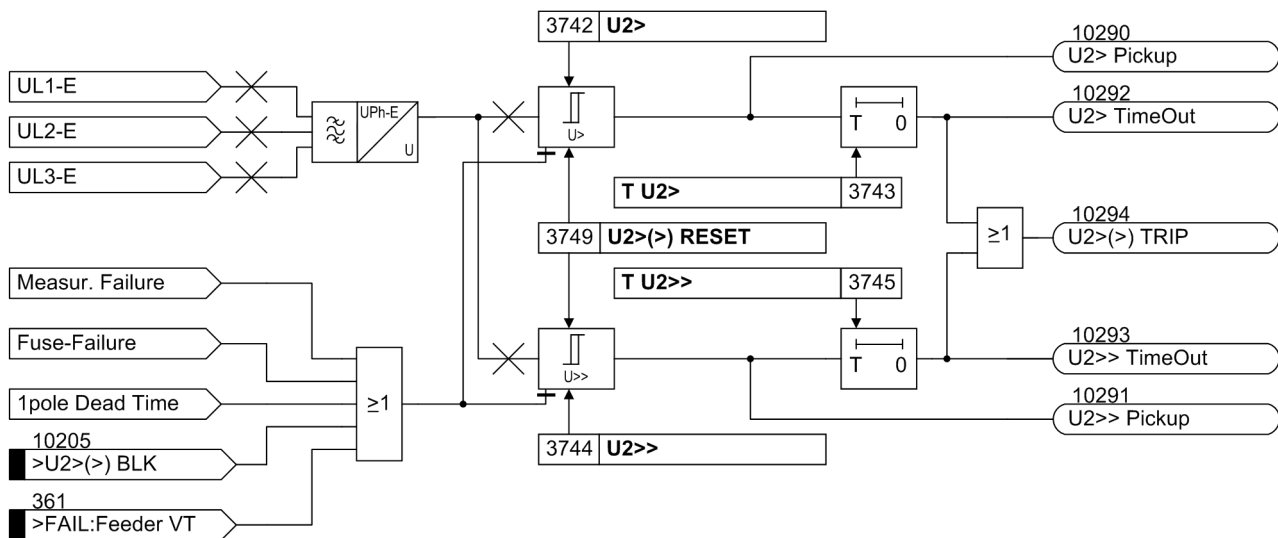 3742 U2>
10290
U2> Pickup
UL1-E
10292
U2> TimeOut
UL2-E
UPh-E
U
U>
T 0
UL3-E
T U2> 3743
10294
U2>(>) TRIP
3749 U2>(>) RESET
≥1
Measur. Failure
T U2>> 3745
Fuse-Failure
10293
U2>> TimeOut
U>>
T 0
1pole Dead Time
≥1
10291
U2>> Pickup
10205
>U2>(>) BLK
3744 U2>>
361
>FAIL:Feeder VT